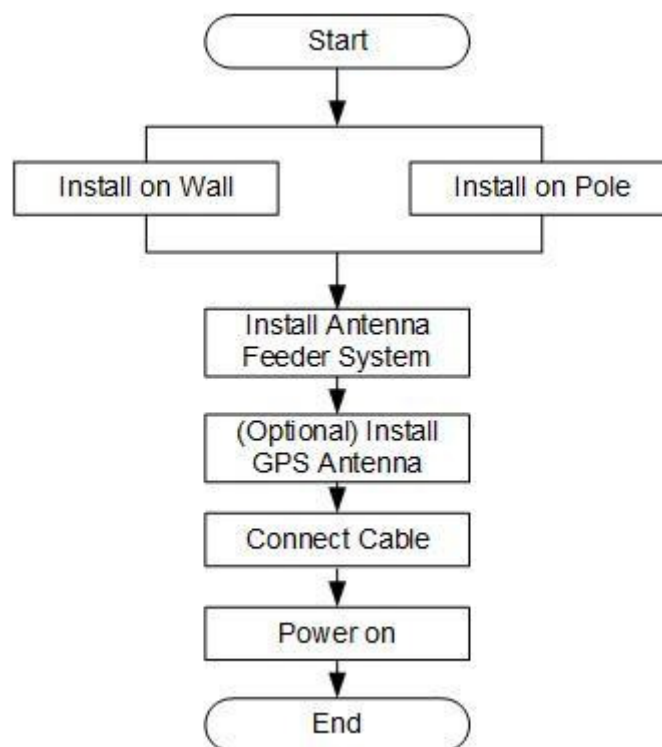 Start
Install on Wall
Install on Pole
Install Antenna
Feeder System
(Optional) Install
GPS Antenna
Connect Cable
Power on
End